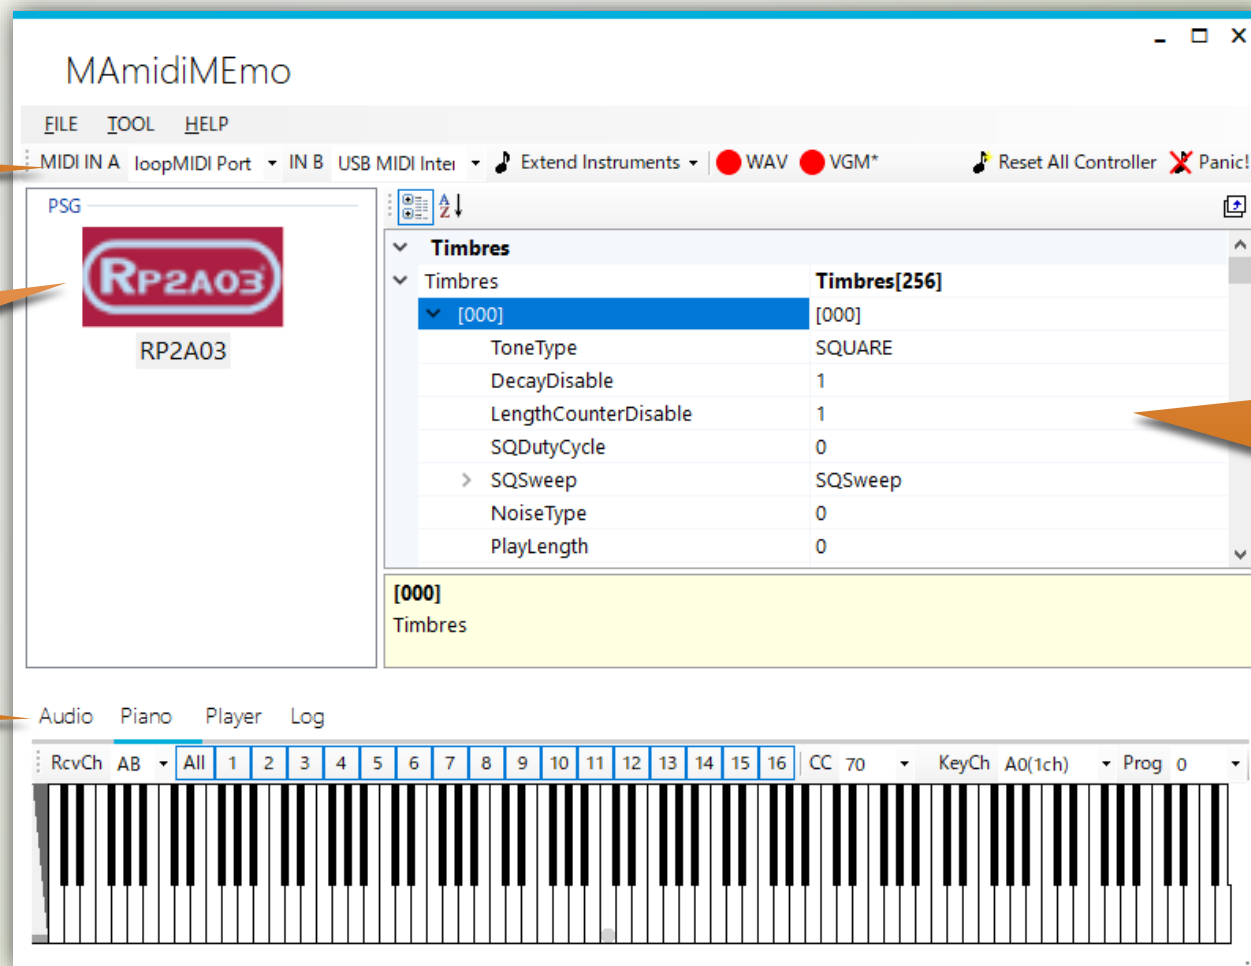 MAmidiMEmo
FILE TOOL HELP
MIDI IN A loopMIDI Port IN B USB MIDI Inter Extend Instruments WAV VGM* Reset All Controller Panic!
PSG
RP2A03
RP2A03
Timbres
Timbres Timbres[256]
[000] [000]
ToneType SQUARE
DecayDisable 1
LengthCounterDisable 1
SQDutyCycle 0
SQSweep SQSweep
NoiseType 0
PlayLength 0
[000]
Timbres
Audio Piano Player Log
RcvCh AB All 1 2 3 4 5 6 7 8 9 10 11 12 13 14 15 16 CC 70 KeyCh A0(1ch) Prog 0